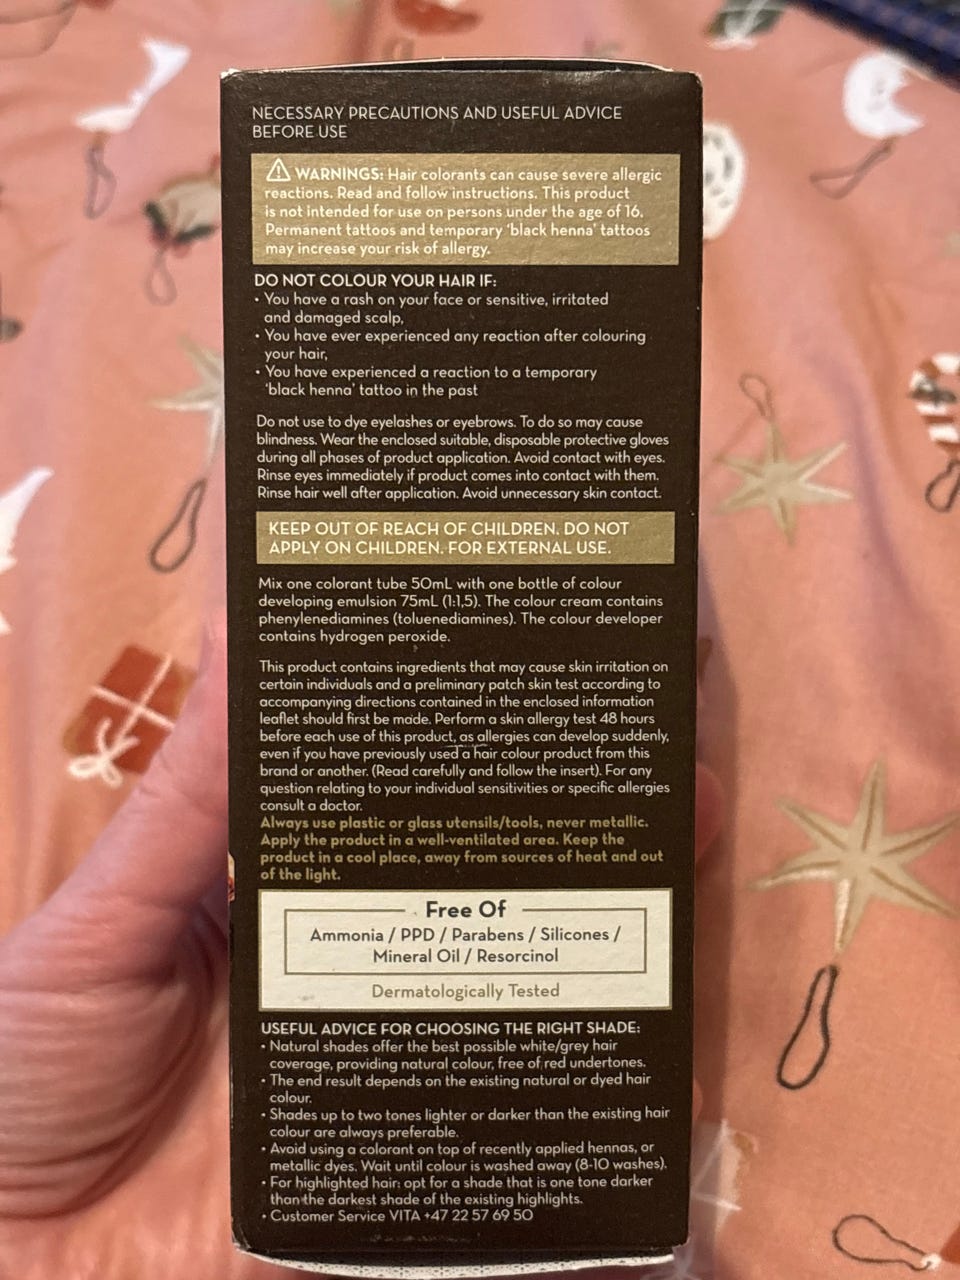 NECESSARY PRECAUTIONS AND USEFUL ADVICE
BEFORE USE
WARNINGS: Hair colorants can cause severe allergic
reactions. Read and follow instructions. This product
is not intended for use on persons under the age of 16.
Permanent tattoos and temporary 'black henna' tattoos
may increase your risk of allergy.
DO NOT COLOUR YOUR HAIR IF:
• You have a rash on your face or sensitive, irritated
and damaged scalp,
• You have ever experienced any reaction after colouring
your hair,
• You have experienced a reaction to a temporary
'black henna' tattoo in the past
Do not use to dye eyelashes or eyebrows. To do so may cause
blindness. Wear the enclosed suitable, disposable protective gloves
during all phases of product application. Avoid contact with eyes.
Rinse eyes immediately if product comes into contact with them.
Rinse hair well after application. Avoid unnecessary skin contact.
KEEP OUT OF REACH OF CHILDREN. DO NOT
APPLY ON CHILDREN. FOR EXTERNAL USE.
Mix one colorant tube 50mL with one bottle of colour
developing emulsion 75mL (1:1,5). The colour cream contains
phenylenediamines (toluenediamines). The colour developer
contains hydrogen peroxide.
This product contains ingredients that may cause skin irritation on
certain individuals and a preliminary patch skin test according to
accompanying directions contained in the enclosed information
leaflet should first be made. Perform a skin allergy test 48 hours
before each use of this product, as allergies can develop suddenly,
even if you have previously used a hair colour product from this
brand or another. (Read carefully and follow the insert). For any
question relating to your individual sensitivities or specific allergies
consult a doctor.
Always use plastic or glass utensils/tools, never metallic.
Apply the product in a well-ventilated area. Keep the
product in a cool place, away from sources of heat and out
of the light.
Free Of
Ammonia / PPD / Parabens / Silicones /
Mineral Oil / Resorcinol
Dermatologically Tested
USEFUL ADVICE FOR CHOOSING THE RIGHT SHADE:
• Natural shades offer the best possible white/grey hair
coverage, providing natural colour, free of red undertones.
• The end result depends on the existing natural or dyed hair
colour.
• Shades up to two tones lighter or darker than the existing hair
colour are always preferable.
• Avoid using a colorant on top of recently applied hennas, or
metallic dyes. Wait until colour is washed away (8-10 washes).
• For highlighted hair: opt for a shade that is one tone darker
than the darkest shade of the existing highlights.
• Customer Service VITA +47 22 57 69 50